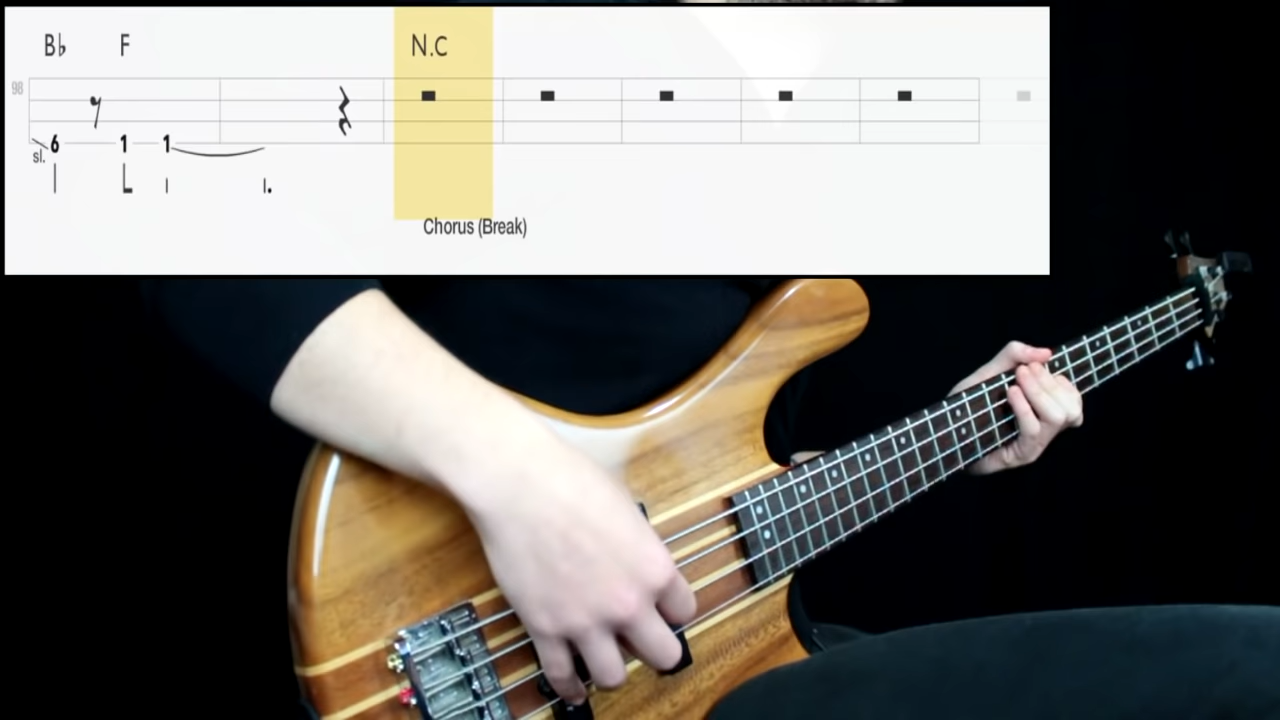 B♭ F N.C
98
6 1 1
sl.
Chorus (Break)